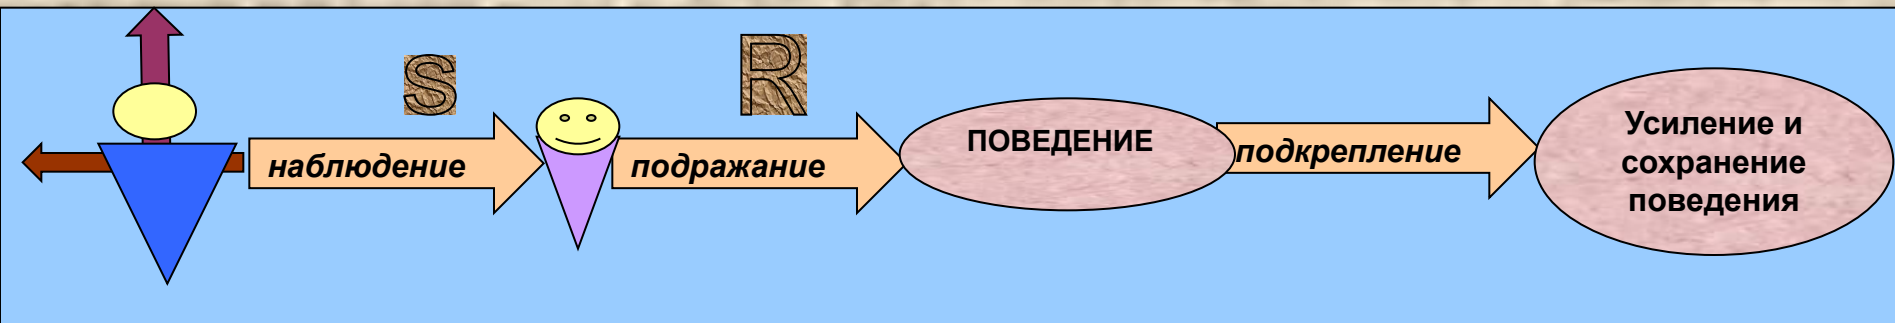 S
R
наблюдение
подражание
ПОВЕДЕНИЕ
подкрепление
Усиление и
сохранение
поведения